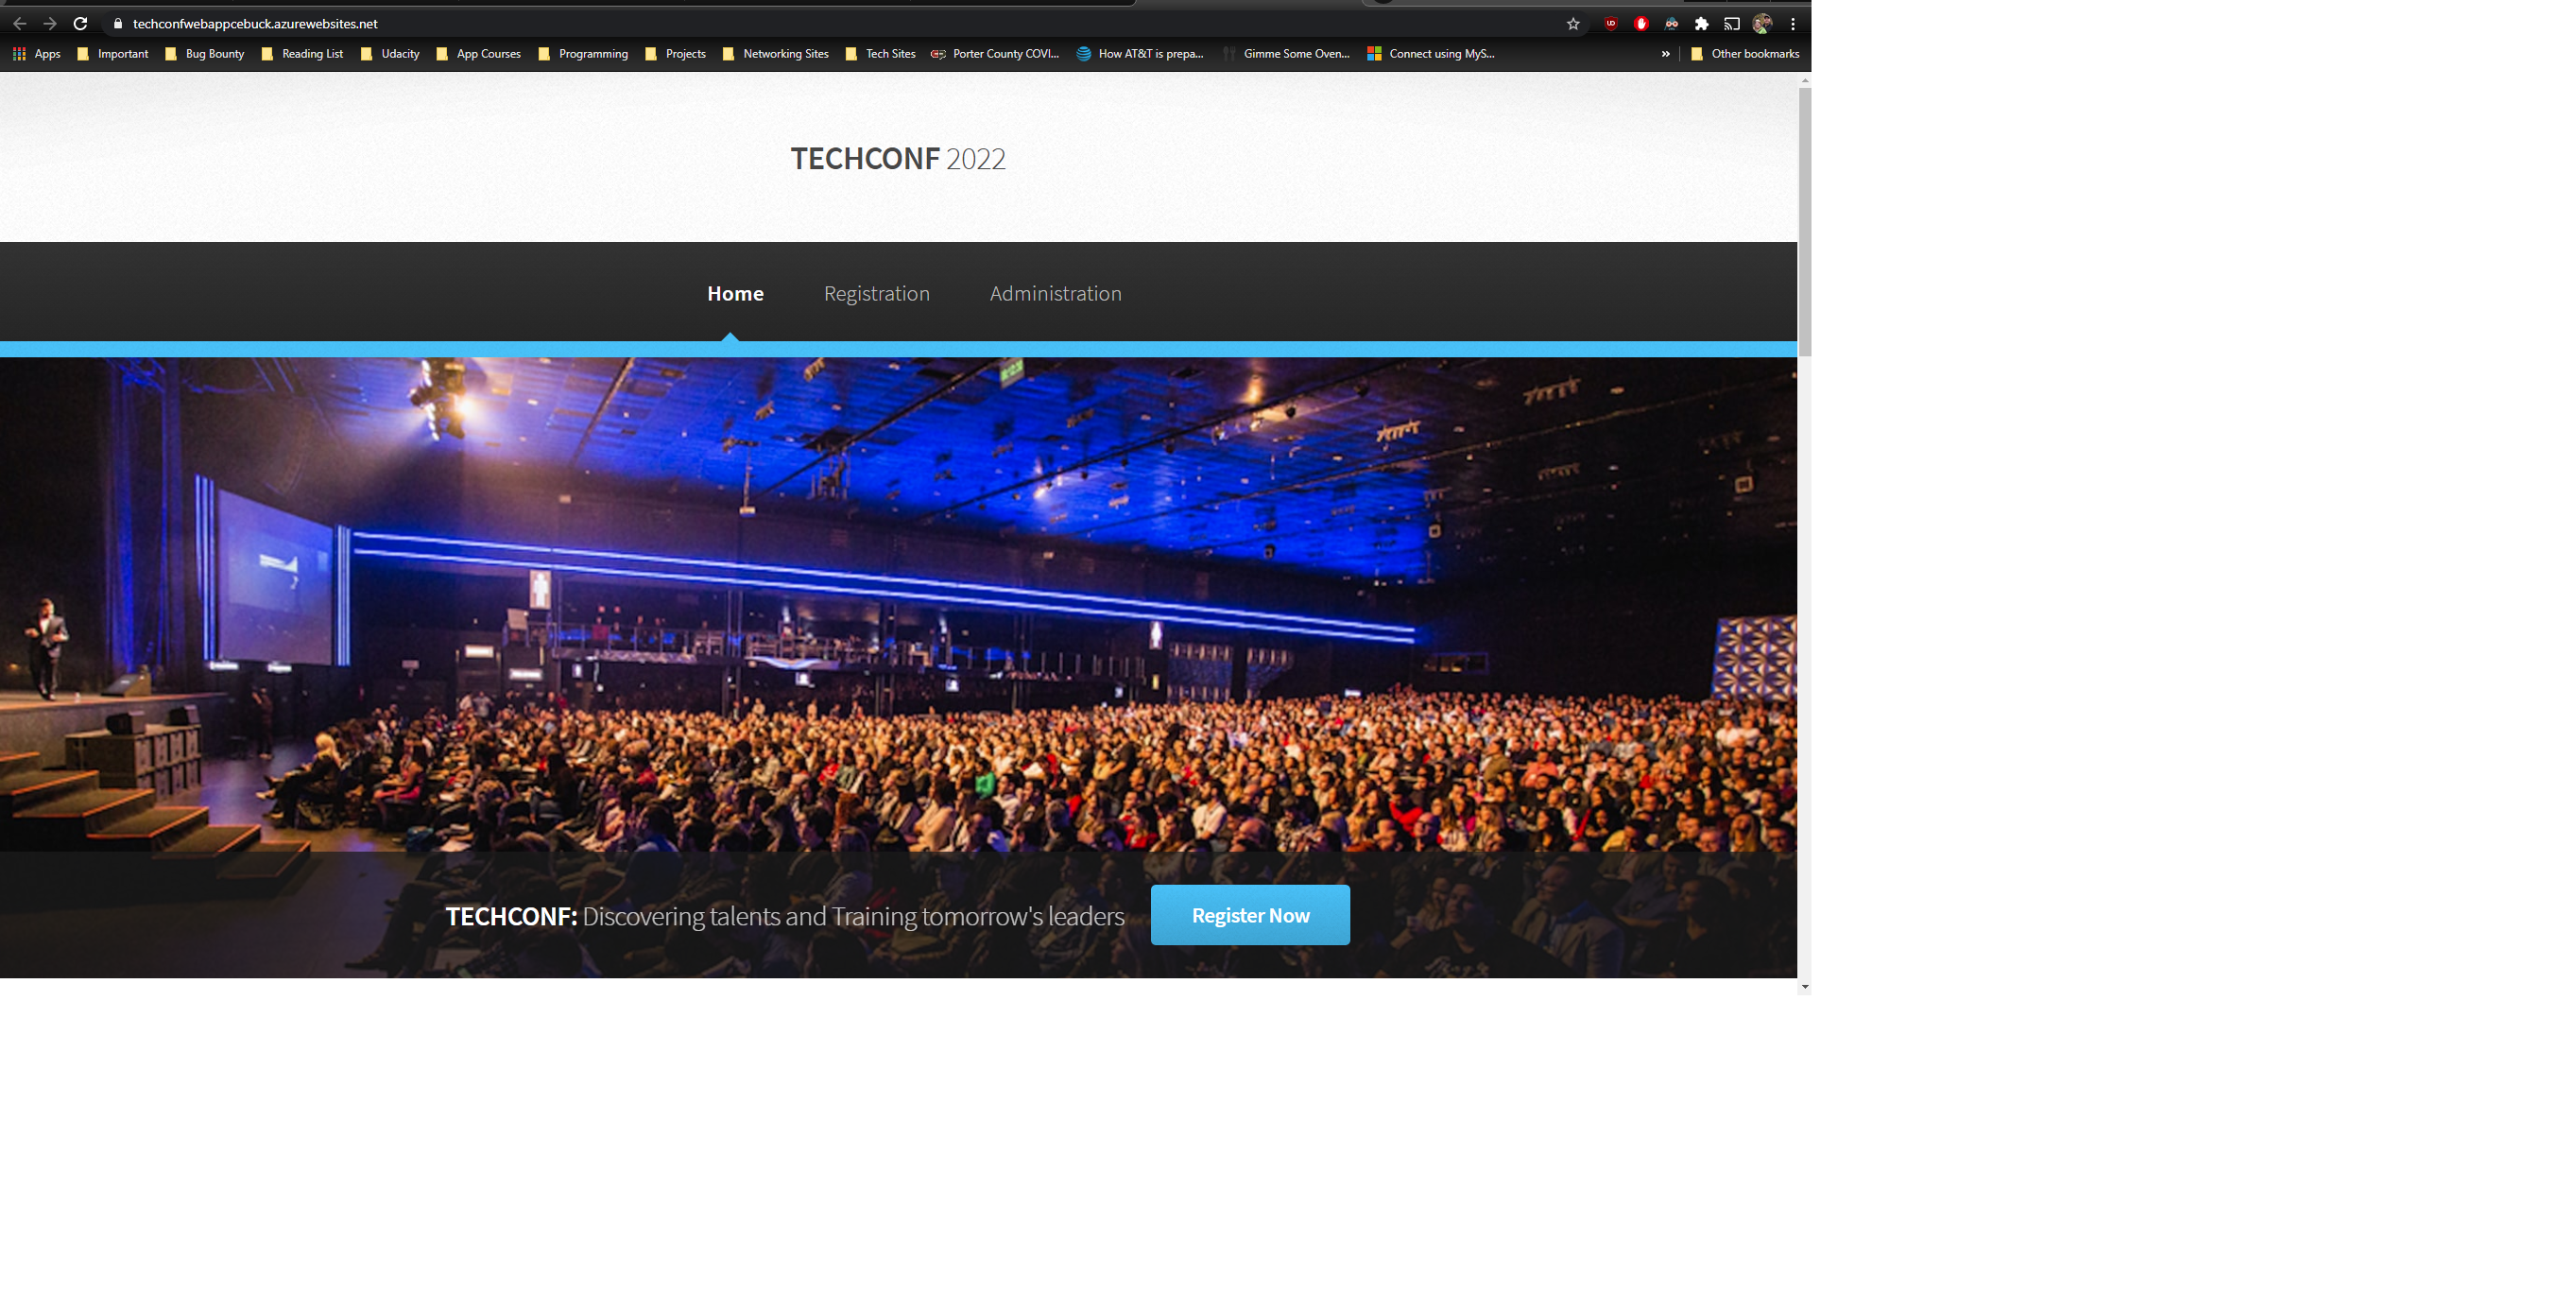 techconfwebappcebuck.azurewebsites.net
Apps Important Bug Bounty Reading List Udacity App Courses Programming Projects Networking Sites Tech Sites Porter County COVI... How AT&T is prepa... Gimme Some Oven... Connect using MyS... » Other bookmarks
TECHCONF 2022
Home Registration Administration
TECHCONF: Discovering talents and Training tomorrow's leaders Register Now